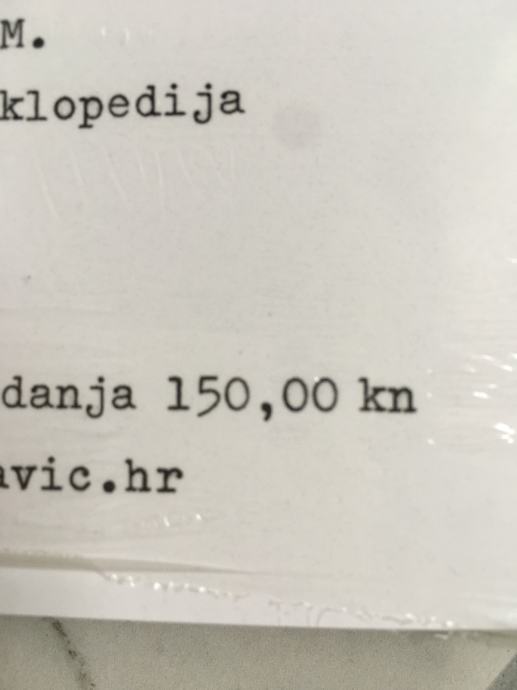 M.
klopedija
danja 150,00 kn
avic.hr